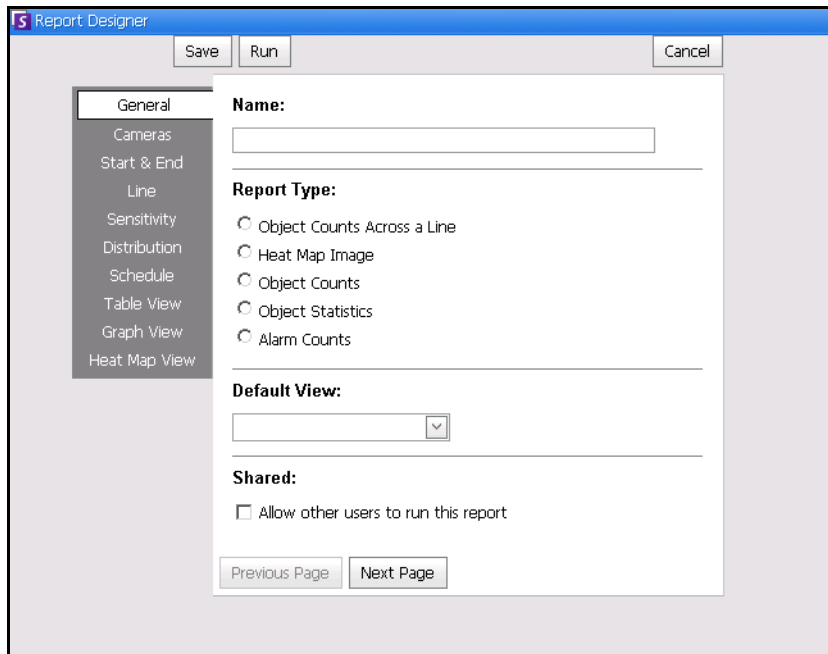 Report Designer
Save Run Cancel
General
Cameras
Start & End
Line
Sensitivity
Distribution
Schedule
Table View
Graph View
Heat Map View
Name:
Report Type:
Object Counts Across a Line
Heat Map Image
Object Counts
Object Statistics
Alarm Counts
Default View:
Shared:
Allow other users to run this report
Previous Page Next Page